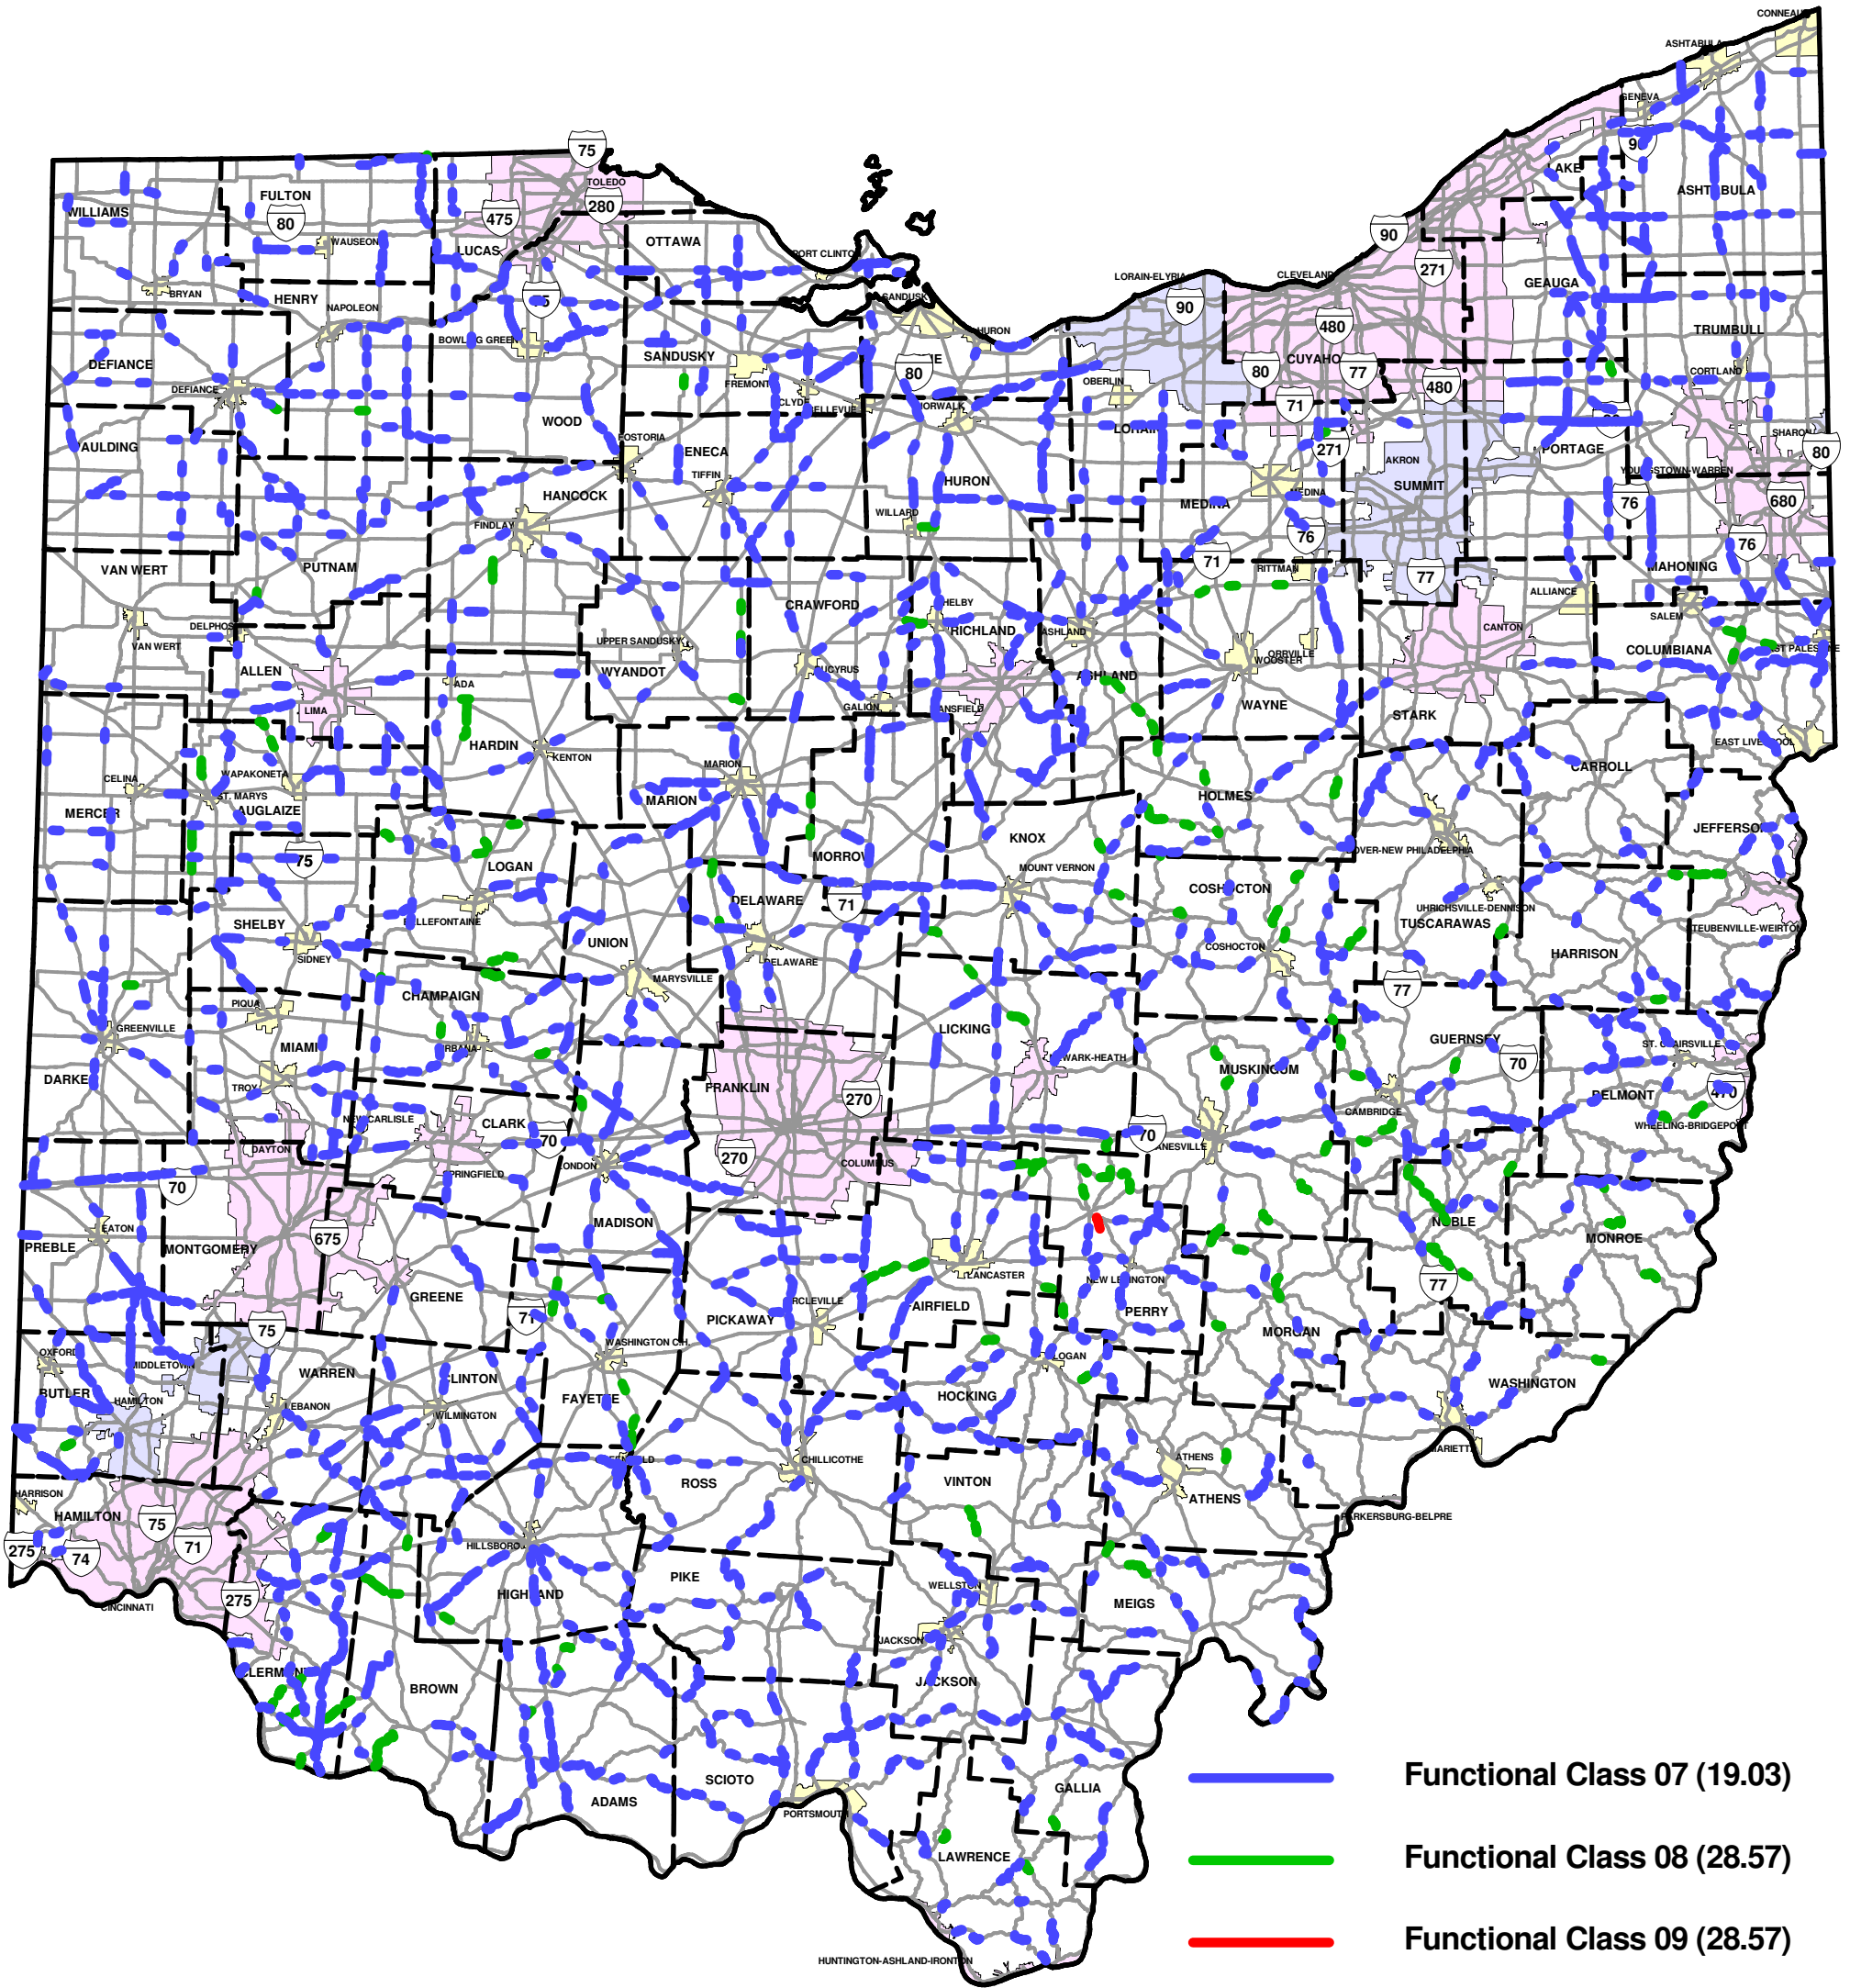 CONNEAUT
ASHTABULA
GENEVA
75
90
TOLEDO
LAKE
FULTON
ASHTABULA
WILLIAMS
80
475
280
WAUSEON
OTTAWA
90
LUCAS
PORT CLINTON
271
LORAIN-ELYRIA
CLEVELAND
GEAUGA
BRYAN
HENRY
SANDUSKY
90
NAPOLEON
480
TRUMBULL
HURON
BOWLING GREEN
SANDUSKY
CUYAHOGA
DEFIANCE
80
80
77
CORTLAND
FREMONT
OBERLIN
480
DEFIANCE
CLYDE
BELLEVUE
NORWALK
71
WOOD
LORAIN
SHARON
FOSTORIA
PAULDING
SENECA
271
PORTAGE
80
AKRON
TIFFIN
YOUNGSTOWN-WARREN
HURON
SUMMIT
HANCOCK
MEDINA
MEDINA
76
680
WILLARD
FINDLAY
76
76
71
VAN WERT
PUTNAM
RITTMAN
77
MAHONING
ALLIANCE
CRAWFORD
SHELBY
SALEM
DELPHOS
RICHLAND
ASHLAND
CANTON
VAN WERT
UPPER SANDUSKY
COLUMBIANA
EAST PALESTINE
ORRVILLE
WOOSTER
ALLEN
WYANDOT
BUCYRUS
ASHLAND
ADA
LIMA
GALION
MANSFIELD
WAYNE
STARK
HARDIN
KENTON
EAST LIVERPOOL
MARION
CARROLL
CELINA
WAPAKONETA
ST. MARYS
MERCER
AUGLAIZE
MARION
HOLMES
JEFFERSON
KNOX
75
DOVER-NEW PHILADELPHIA
MORROW
LOGAN
MOUNT VERNON
COSHOCTON
DELAWARE
71
UHRICHSVILLE-DENNISON
BELLEFONTAINE
SHELBY
TUSCARAWAS
STEUBENVILLE-WEIRTON
UNION
COSHOCTON
SIDNEY
DELAWARE
HARRISON
MARYSVILLE
77
CHAMPAIGN
PIQUA
GREENVILLE
LICKING
GUERNSEY
MIAMI
URBANA
ST. CLAIRSVILLE
NEWARK-HEATH
70
MUSKINGUM
DARKE
TROY
FRANKLIN
270
470
BELMONT
CAMBRIDGE
NEW CARLISLE
CLARK
WHEELING-BRIDGEPORT
70
70
DAYTON
ZANESVILLE
270
COLUMBUS
LONDON
SPRINGFIELD
70
MADISON
NOBLE
EATON
675
MONROE
PREBLE
MONTGOMERY
LANCASTER
NEW LEXINGTON
77
GREENE
CIRCLEVILLE
FAIRFIELD
PERRY
71
PICKAWAY
75
MORGAN
WASHINGTON C.H.
OXFORD
MIDDLETOWN
LOGAN
WARREN
CLINTON
WASHINGTON
BUTLER
FAYETTE
HOCKING
HAMILTON
LEBANON
WILMINGTON
MARIETTA
GREENFIELD
CHILLICOTHE
ATHENS
ROSS
VINTON
HARRISON
ATHENS
HAMILTON
PARKERSBURG-BELPRE
75
71
HILLSBORO
275
74
PIKE
WELLSTON
HIGHLAND
275
MEIGS
CINCINNATI
JACKSON
CLERMONT
JACKSON
BROWN
Functional Class 07 (19.03)
SCIOTO
GALLIA
ADAMS
PORTSMOUTH
LAWRENCE
Functional Class 08 (28.57)
Functional Class 09 (28.57)
HUNTINGTON-ASHLAND-IRONTON